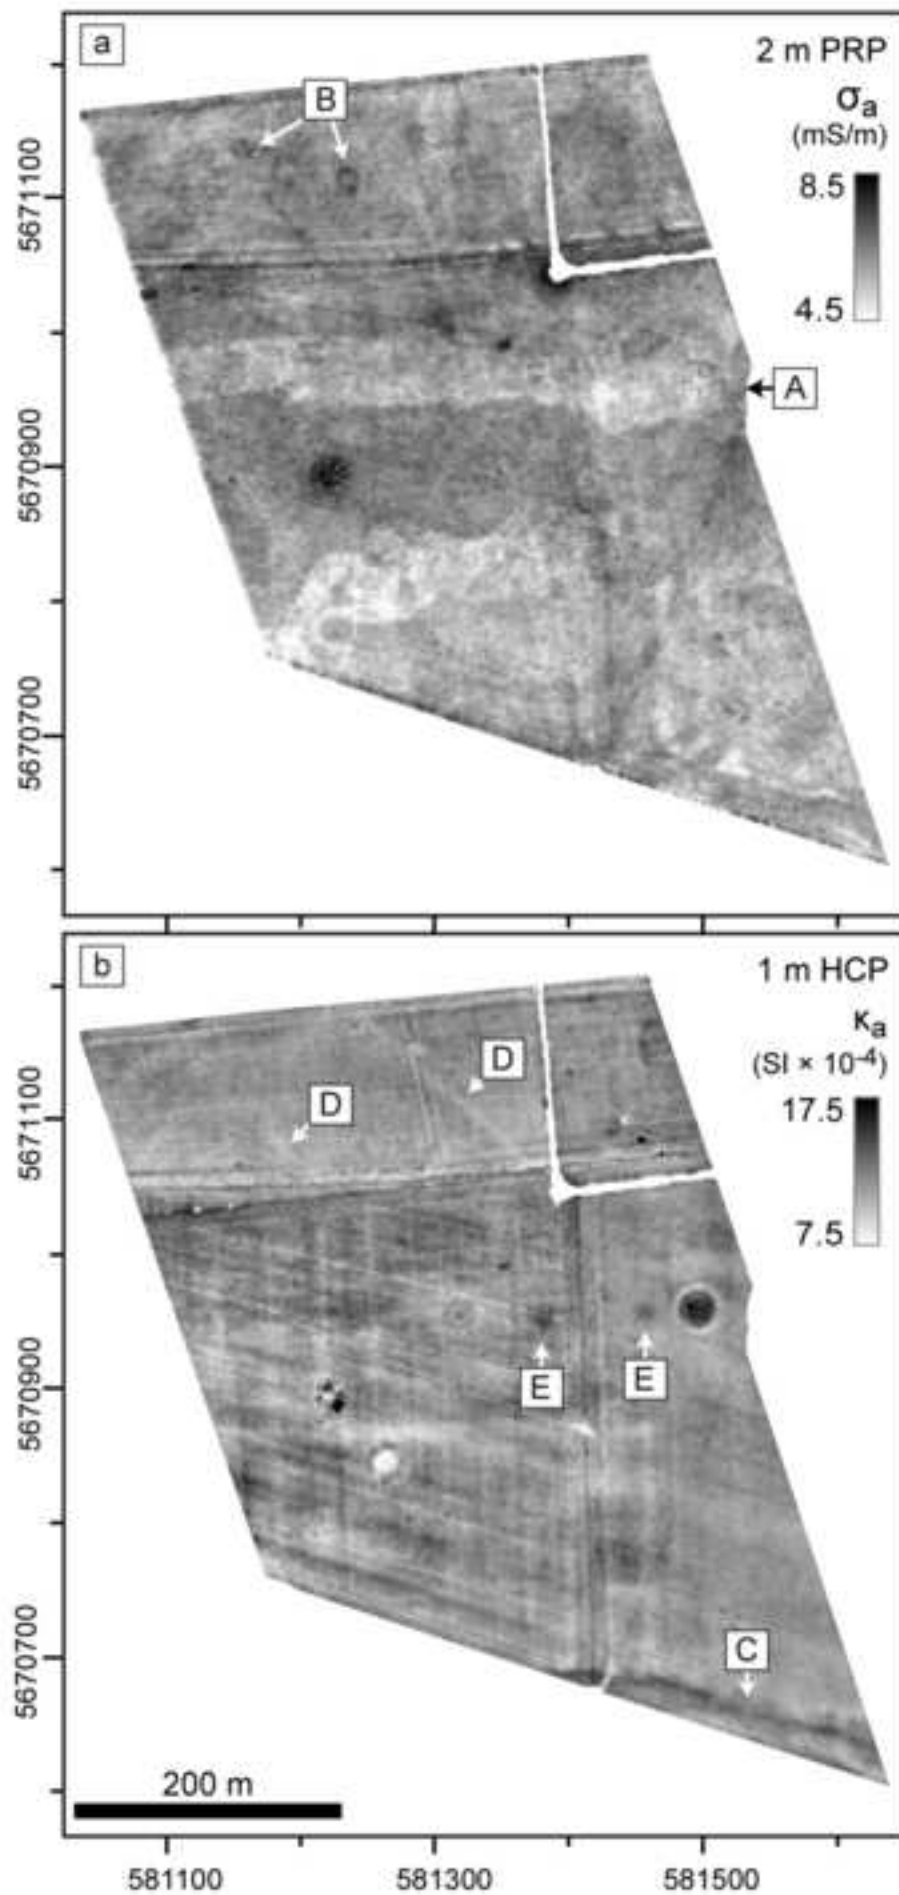 a
2 m PRP
σa
(mS/m)
8.5
4.5
B
A
5671100
5670900
5670700
b
1 m HCP
κa
(SI × 10⁻⁴)
17.5
7.5
D
D
E
E
C
5671100
5670900
5670700
200 m
581100
581300
581500